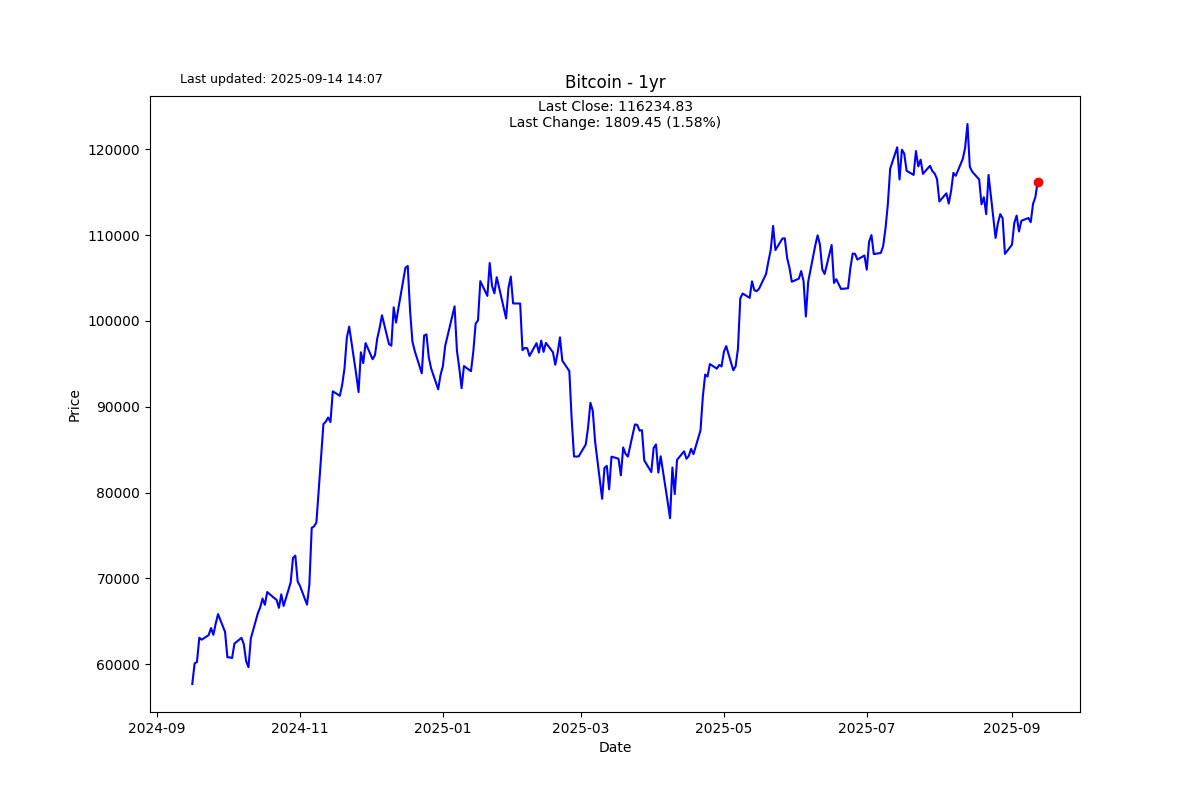 Last updated: 2025-09-14 14:07
Bitcoin - 1yr
Last Close: 116234.83
Last Change: 1809.45 (1.58%)
120000
110000
100000
90000
80000
70000
60000
Price
2024-09 2024-11 2025-01 2025-03 2025-05 2025-07 2025-09
Date